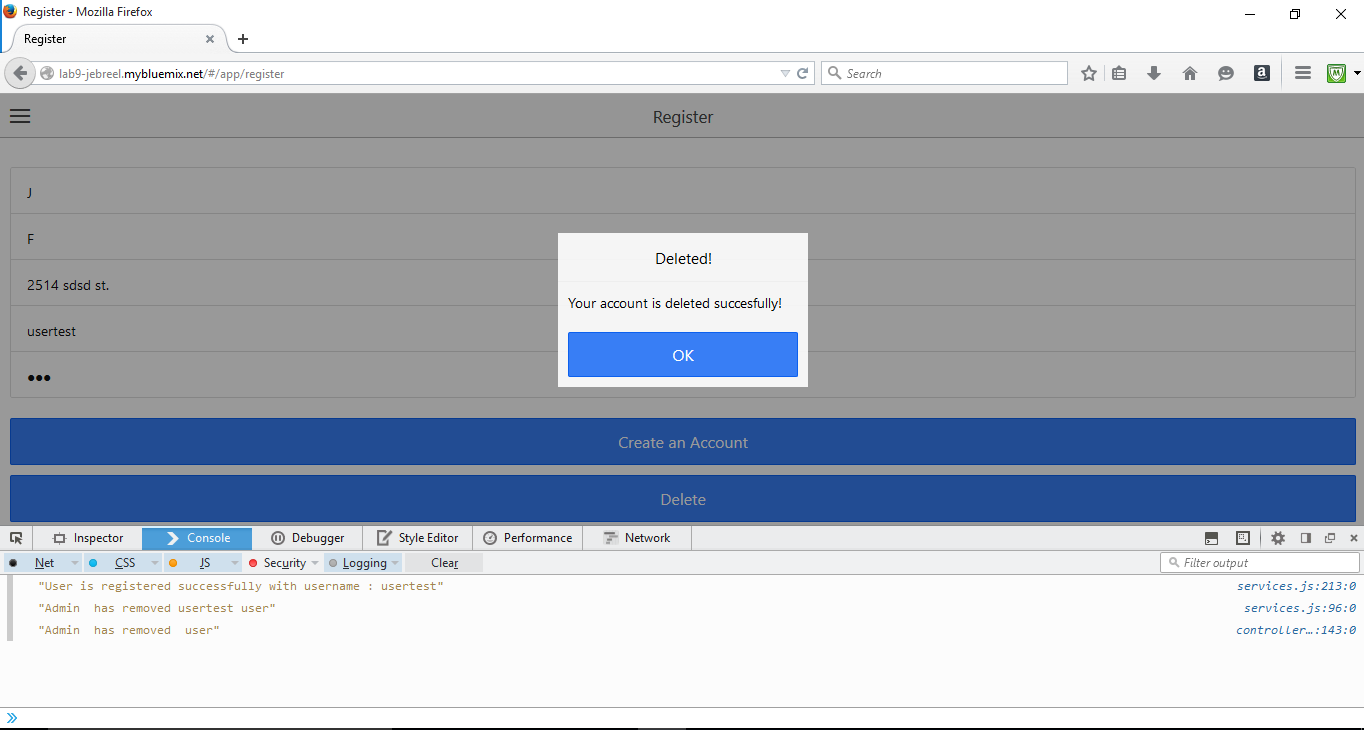 Register - Mozilla Firefox
Register
lab9-jebreel.mybluemix.net/#/app/register
Search
Register
J
F
2514 sdsd st.
usertest
●●●
Deleted!
Your account is deleted succesfully!
OK
Create an Account
Delete
Inspector Console Debugger Style Editor Performance Network
Net CSS JS Security Logging Clear Filter output
"User is registered successfully with username : usertest" services.js:213:0
"Admin  has removed usertest user" services.js:96:0
"Admin  has removed  user" controller…:143:0